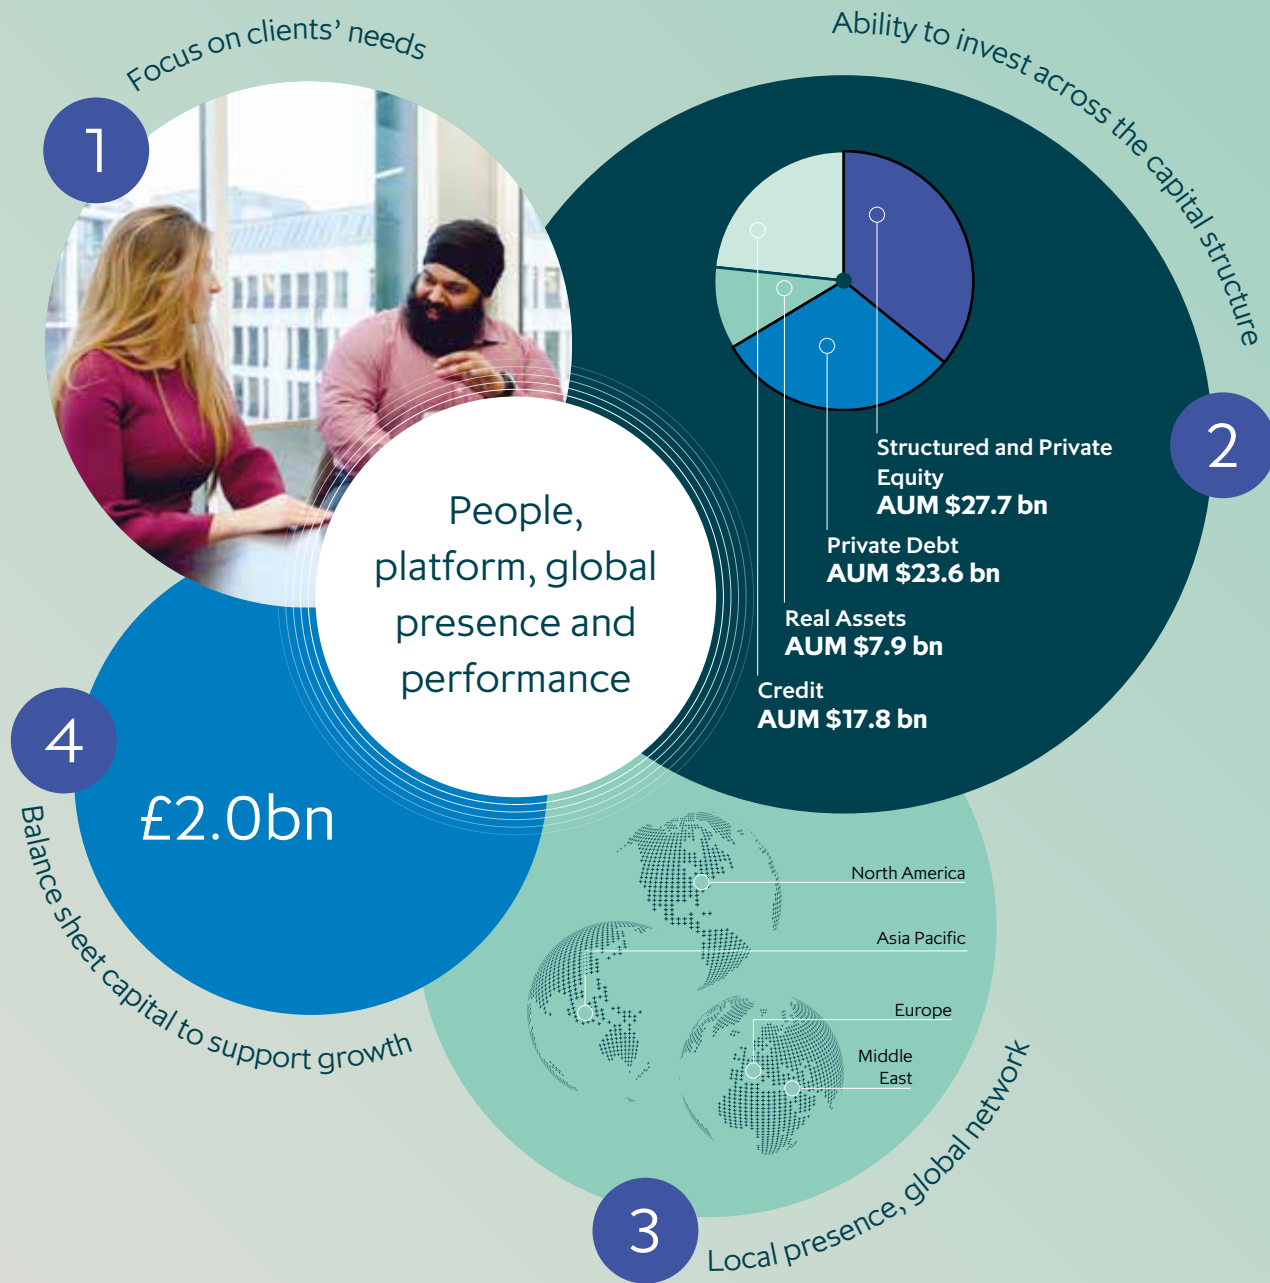 Focus on clients’ needs
1
Ability to invest across the capital structure
2
Structured and Private
Equity
AUM $27.7 bn
Private Debt
AUM $23.6 bn
Real Assets
AUM $7.9 bn
Credit
AUM $17.8 bn
People,
platform, global
presence and
performance
4
£2.0bn
Balance sheet capital to support growth
North America
Asia Pacific
Europe
Middle
East
3
Local presence, global network